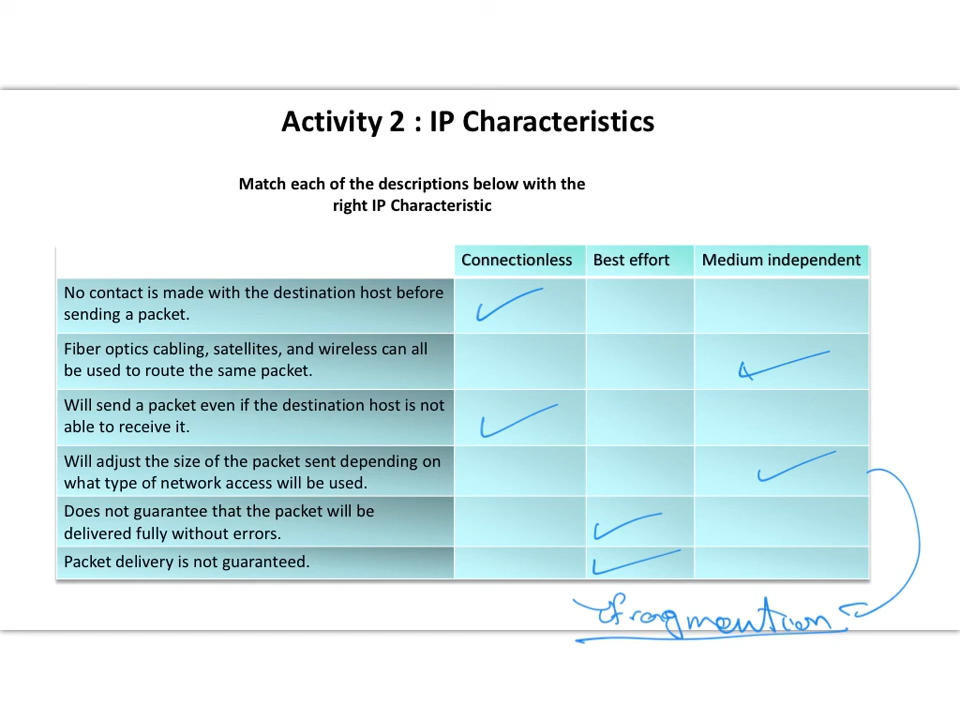 Activity 2 : IP Characteristics
Match each of the descriptions below with the
right IP Characteristic
Connectionless Best effort Medium independent
No contact is made with the destination host before
sending a packet.
Fiber optics cabling, satellites, and wireless can all
be used to route the same packet.
Will send a packet even if the destination host is not
able to receive it.
Will adjust the size of the packet sent depending on
what type of network access will be used.
Does not guarantee that the packet will be
delivered fully without errors.
Packet delivery is not guaranteed.
fragmention